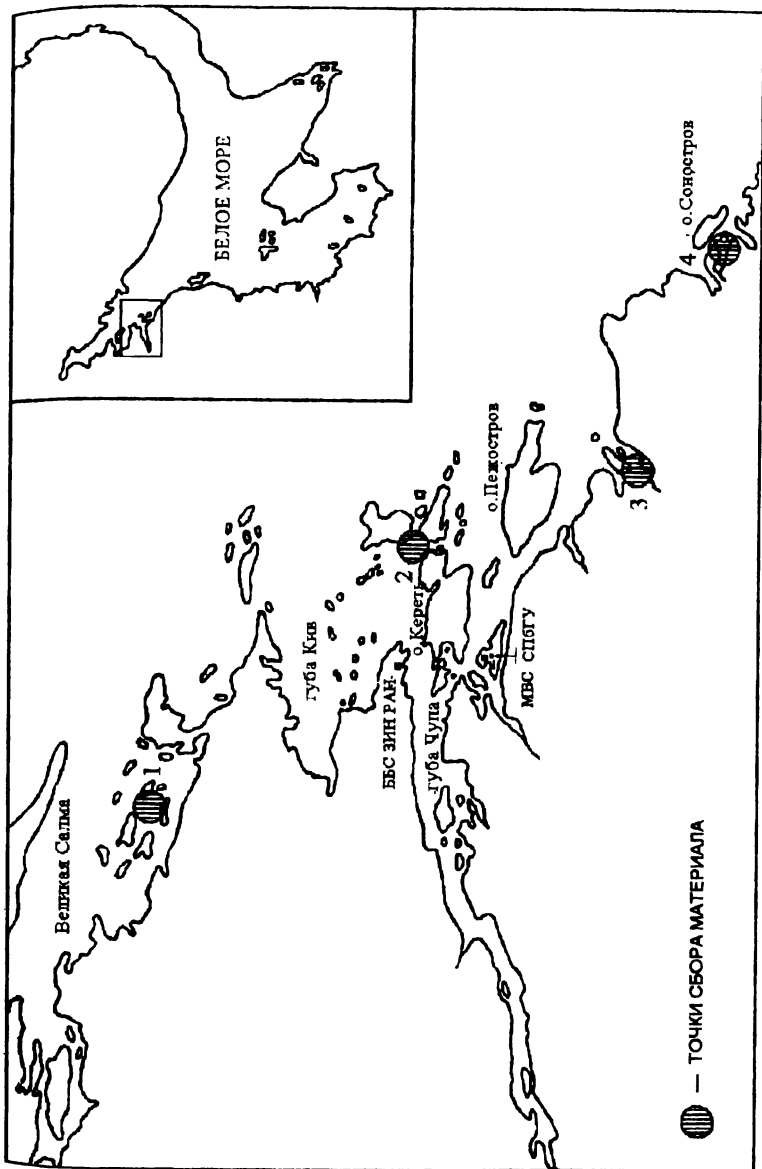 БЕЛОЕ МОРЕ
Великая Салма
1
губа Кив
2
о.Кереть
ББС ЗИН РАН
губа Чупа
МБС СПбГУ
о.Пежостров
3
4
о.Соностров
— ТОЧКИ СБОРА МАТЕРИАЛА